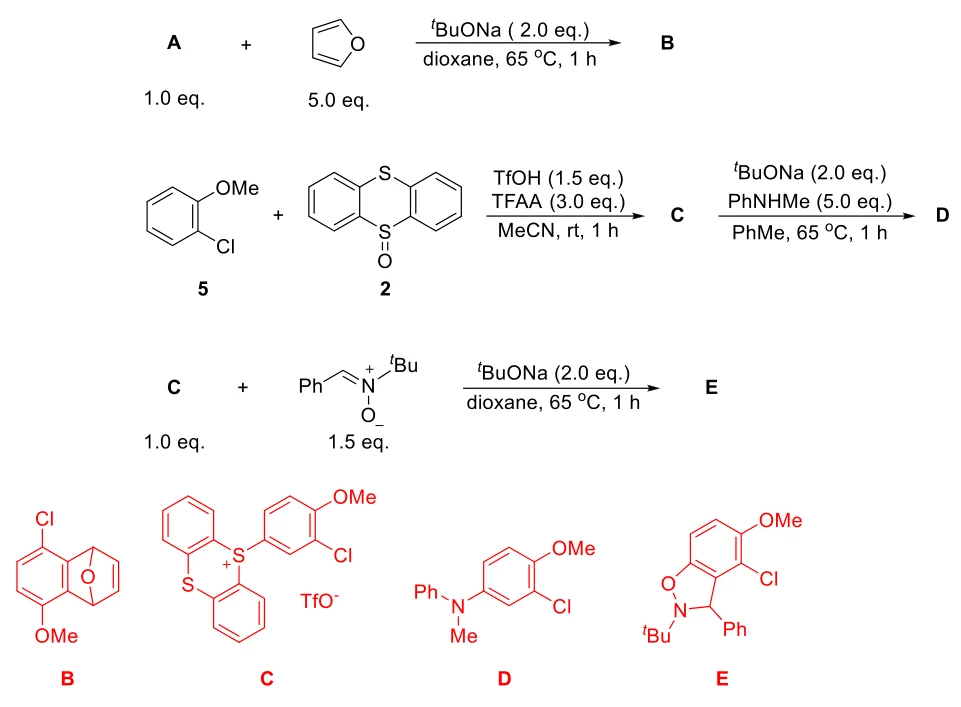 A + O ᵗBuONa ( 2.0 eq.) B
dioxane, 65 ᵒC, 1 h
1.0 eq. 5.0 eq.
OMe
Cl
5
+
S
S
O
2
TfOH (1.5 eq.)
TFAA (3.0 eq.)
MeCN, rt, 1 h
C
ᵗBuONa (2.0 eq.)
PhNHMe (5.0 eq.)
PhMe, 65 ᵒC, 1 h
D
C + Ph N⁺ ᵗBu
O⁻
1.0 eq. 1.5 eq.
ᵗBuONa (2.0 eq.)
dioxane, 65 ᵒC, 1 h
E
Cl
O
OMe
B
OMe
Cl
S⁺
S
TfO⁻
C
OMe
Cl
Ph
N
Me
D
OMe
Cl
O
N
ᵗBu
Ph
E